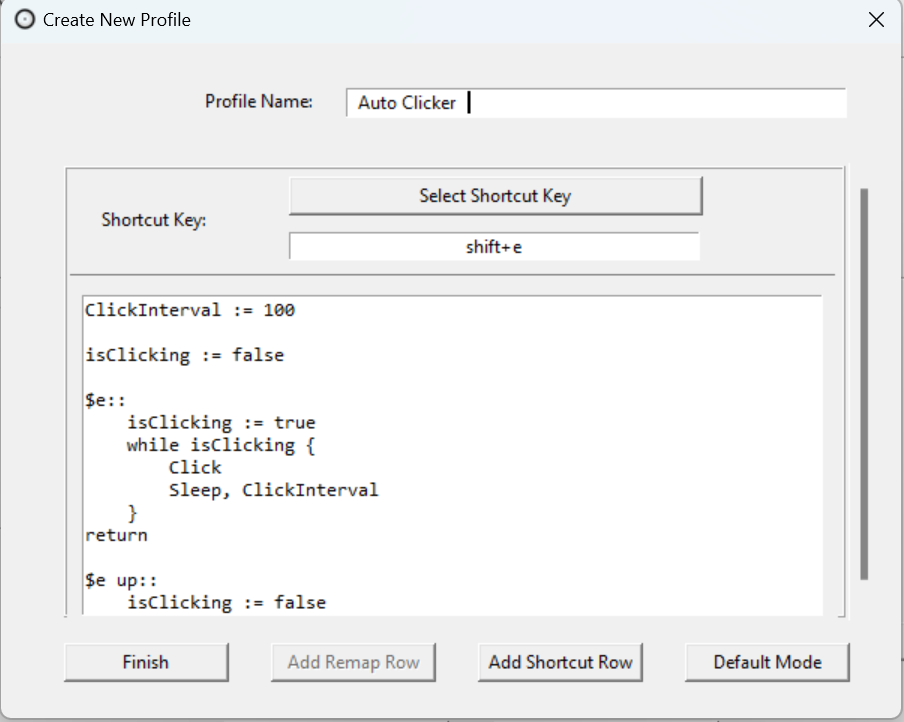 Create New Profile
Profile Name:
Auto Clicker
Select Shortcut Key
Shortcut Key:
shift+e
ClickInterval := 100
isClicking := false
$e::
    isClicking := true
    while isClicking {
        Click
        Sleep, ClickInterval
    }
return
$e up::
    isClicking := false
Finish
Add Remap Row
Add Shortcut Row
Default Mode